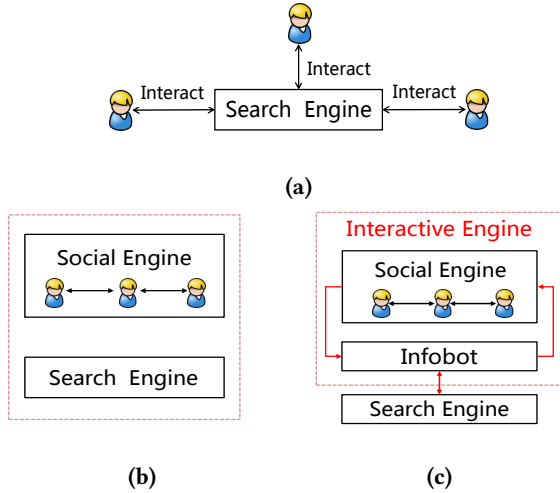 Interact
Interact
Interact
Search Engine
(a)
Social Engine
Search Engine
(b)
Interactive Engine
Social Engine
Infobot
Search Engine
(c)